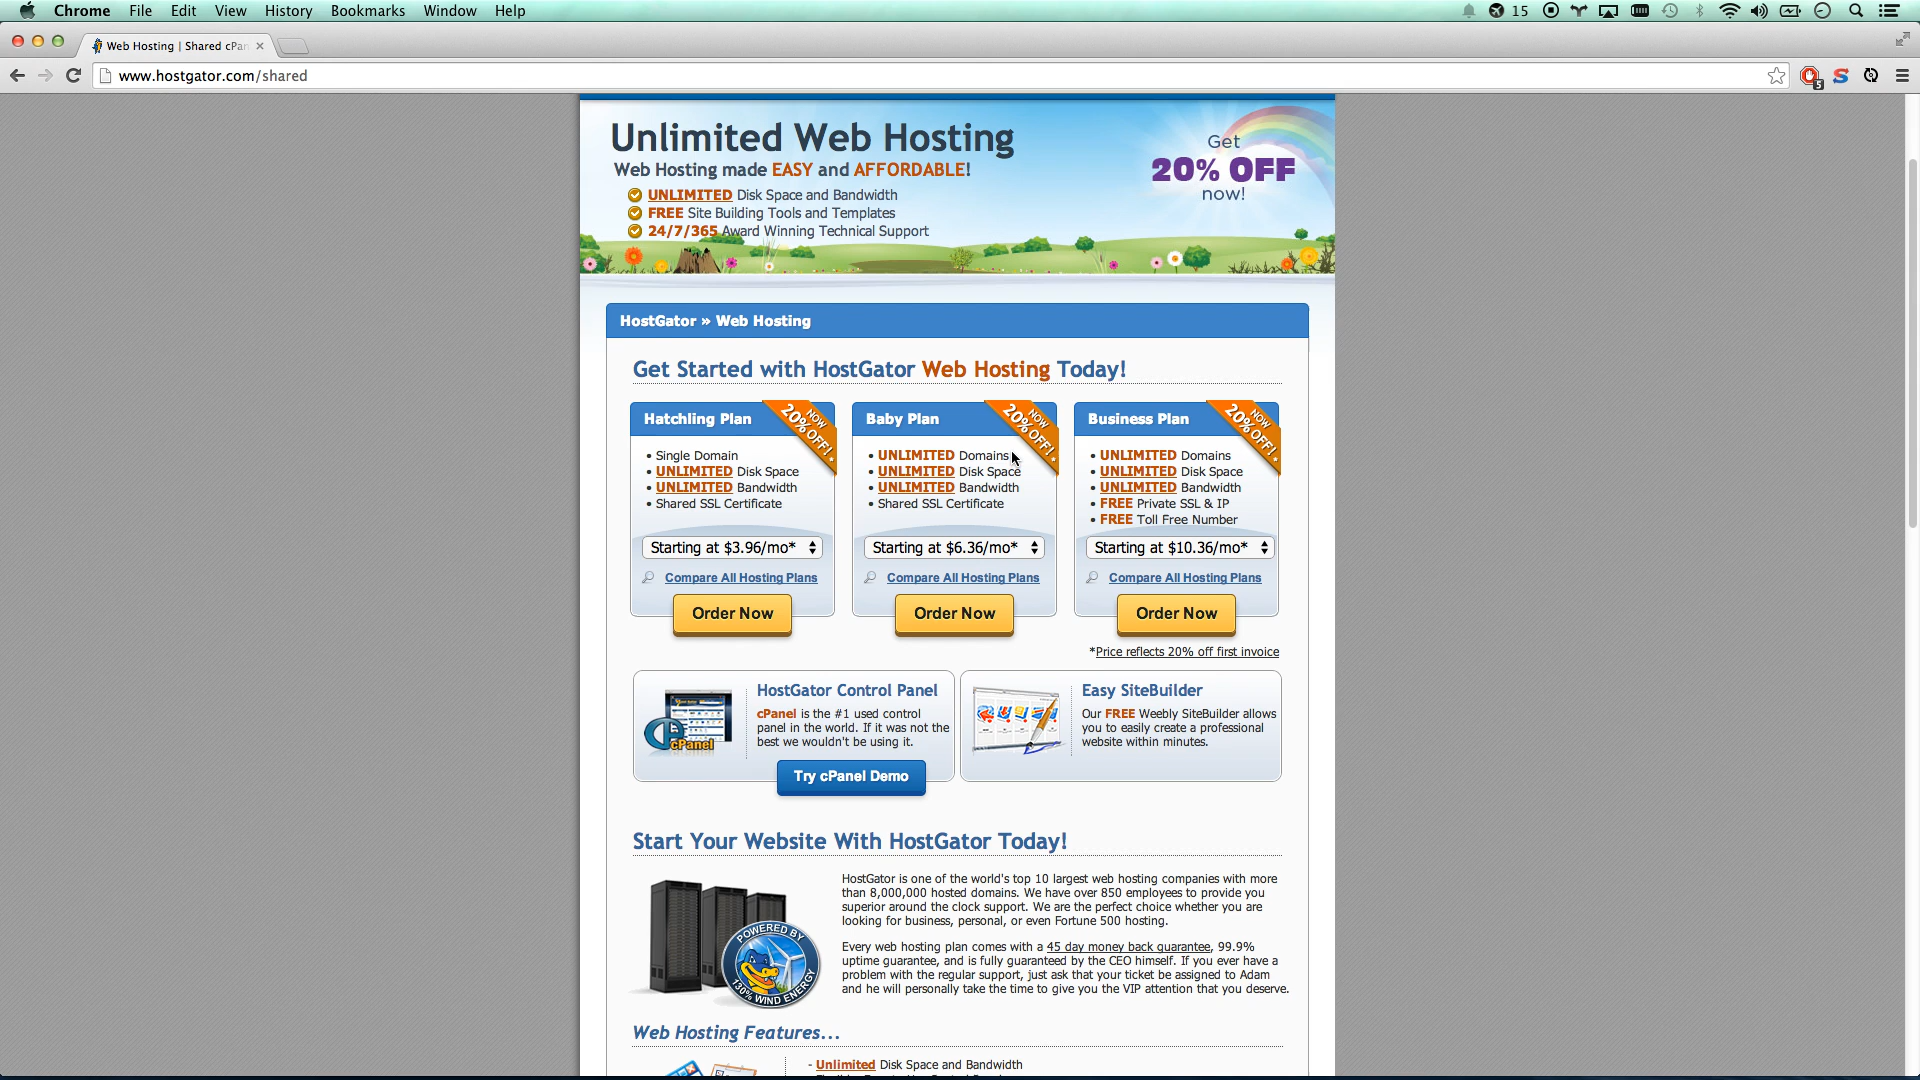 Chrome File Edit View History Bookmarks Window Help
15
Web Hosting | Shared cPan
www.hostgator.com/shared
5
Unlimited Web Hosting
Web Hosting made EASY and AFFORDABLE!
UNLIMITED Disk Space and Bandwidth
FREE Site Building Tools and Templates
24/7/365 Award Winning Technical Support
Get
20% OFF
now!
HostGator » Web Hosting
Get Started with HostGator Web Hosting Today!
Hatchling Plan
NOW
20% OFF! *
• Single Domain
• UNLIMITED Disk Space
• UNLIMITED Bandwidth
• Shared SSL Certificate
Starting at $3.96/mo*
Compare All Hosting Plans
Order Now
Baby Plan
NOW
20% OFF! *
• UNLIMITED Domains
• UNLIMITED Disk Space
• UNLIMITED Bandwidth
• Shared SSL Certificate
Starting at $6.36/mo*
Compare All Hosting Plans
Order Now
Business Plan
NOW
20% OFF! *
• UNLIMITED Domains
• UNLIMITED Disk Space
• UNLIMITED Bandwidth
• FREE Private SSL & IP
• FREE Toll Free Number
Starting at $10.36/mo*
Compare All Hosting Plans
Order Now
*Price reflects 20% off first invoice
cPanel
HostGator Control Panel
cPanel is the #1 used control
panel in the world. If it was not the
best we wouldn't be using it.
Try cPanel Demo
Easy SiteBuilder
Our FREE Weebly SiteBuilder allows
you to easily create a professional
website within minutes.
Start Your Website With HostGator Today!
POWERED BY
130% WIND ENERGY
HostGator is one of the world's top 10 largest web hosting companies with more
than 8,000,000 hosted domains. We have over 850 employees to provide you
superior around the clock support. We are the perfect choice whether you are
looking for business, personal, or even Fortune 500 hosting.
Every web hosting plan comes with a 45 day money back guarantee, 99.9%
uptime guarantee, and is fully guaranteed by the CEO himself. If you ever have a
problem with the regular support, just ask that your ticket be assigned to Adam
and he will personally take the time to give you the VIP attention that you deserve.
Web Hosting Features...
- Unlimited Disk Space and Bandwidth